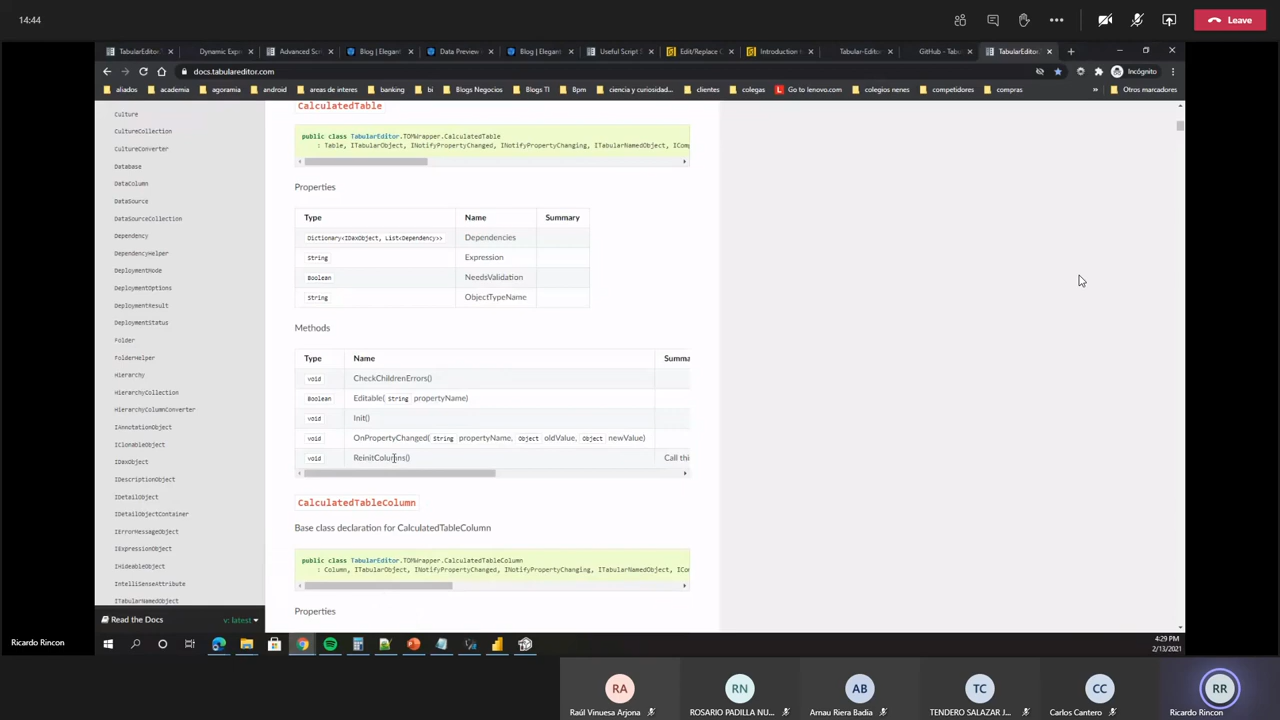 14:44
Leave
TabularEditor.
Dynamic Expr
Advanced Scri
Blog | Elegant
Data Preview
Blog | Elegant
Useful Script
Edit/Replace C
Introduction
Tabular-Editor
GitHub - Tabul
TabularEditor.
docs.tabulareditor.com
Incógnito
aliados
academia
agoramia
android
areas de interes
banking
bi
Blogs Negocios
Blogs TI
Bpm
ciencia y curiosidad...
clientes
colegas
Go to lenovo.com
colegios nenes
competidores
compras
Otros marcadores
Culture
CultureCollection
CultureConverter
Database
DataColumn
DataSource
DataSourceCollection
Dependency
DependencyHelper
DeploymentMode
DeploymentOptions
DeploymentResult
DeploymentStatus
Folder
FolderHelper
Hierarchy
HierarchyCollection
HierarchyColumnConverter
IAnnotationObject
IClonableObject
IDaxObject
IDescriptionObject
IDetailObject
IDetailObjectContainer
IErrorMessageObject
IExpressionObject
IHideableObject
IntelliSenseAttribute
ITabularNamedObject
Read the Docs
v: latest
CalculatedTable
public class TabularEditor.TOMWrapper.CalculatedTable
: Table, ITabularObject, INotifyPropertyChanged, INotifyPropertyChanging, ITabularNamedObject, IComp
Properties
Type Name Summary
Dictionary<IDaxObject, List<Dependency>> Dependencies
String Expression
Boolean NeedsValidation
String ObjectTypeName
Methods
Type Name Summa
void CheckChildrenErrors()
Boolean Editable( String propertyName)
void Init()
void OnPropertyChanged( String propertyName, Object oldValue, Object newValue)
void ReinitColumns() Call thi
CalculatedTableColumn
Base class declaration for CalculatedTableColumn
public class TabularEditor.TOMWrapper.CalculatedTableColumn
: Column, ITabularObject, INotifyPropertyChanged, INotifyPropertyChanging, ITabularNamedObject, ICom
Properties
Ricardo Rincon
4:29 PM
2/13/2021
RA
RN
AB
TC
CC
RR
Raúl Vinuesa Arjona
ROSARIO PADILLA NU...
Arnau Riera Badia
TENDERO SALAZAR J...
Carlos Cantero
Ricardo Rincon